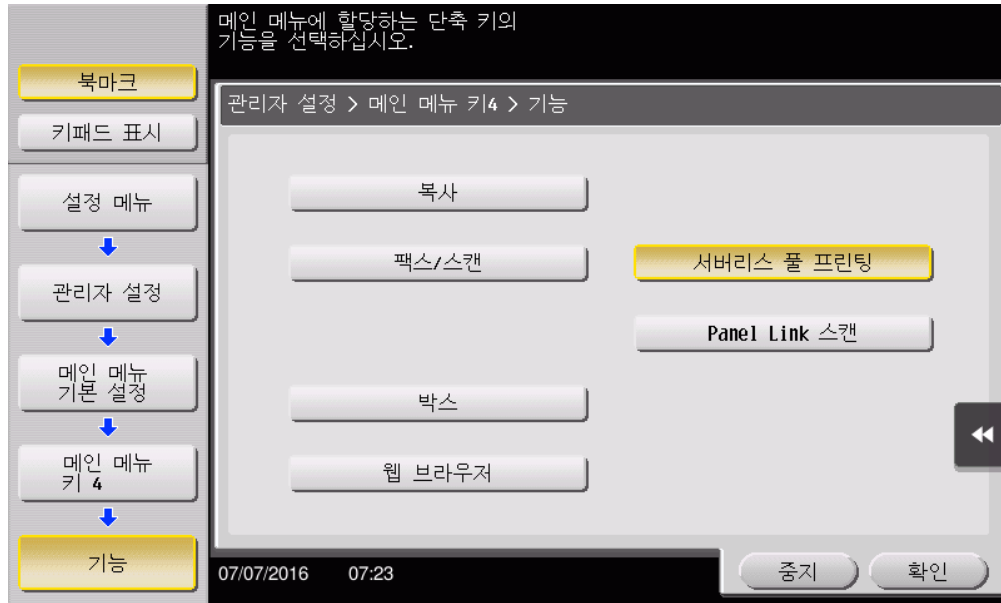 메인 메뉴에 할당하는 단축 키의
기능을 선택하십시오.
북마크
키패드 표시
설정 메뉴
관리자 설정
메인 메뉴
기본 설정
메인 메뉴
키 4
기능
관리자 설정 > 메인 메뉴 키4 > 기능
복사
팩스/스캔
서버리스 풀 프린팅
Panel Link 스캔
박스
웹 브라우저
07/07/2016 07:23
중지
확인